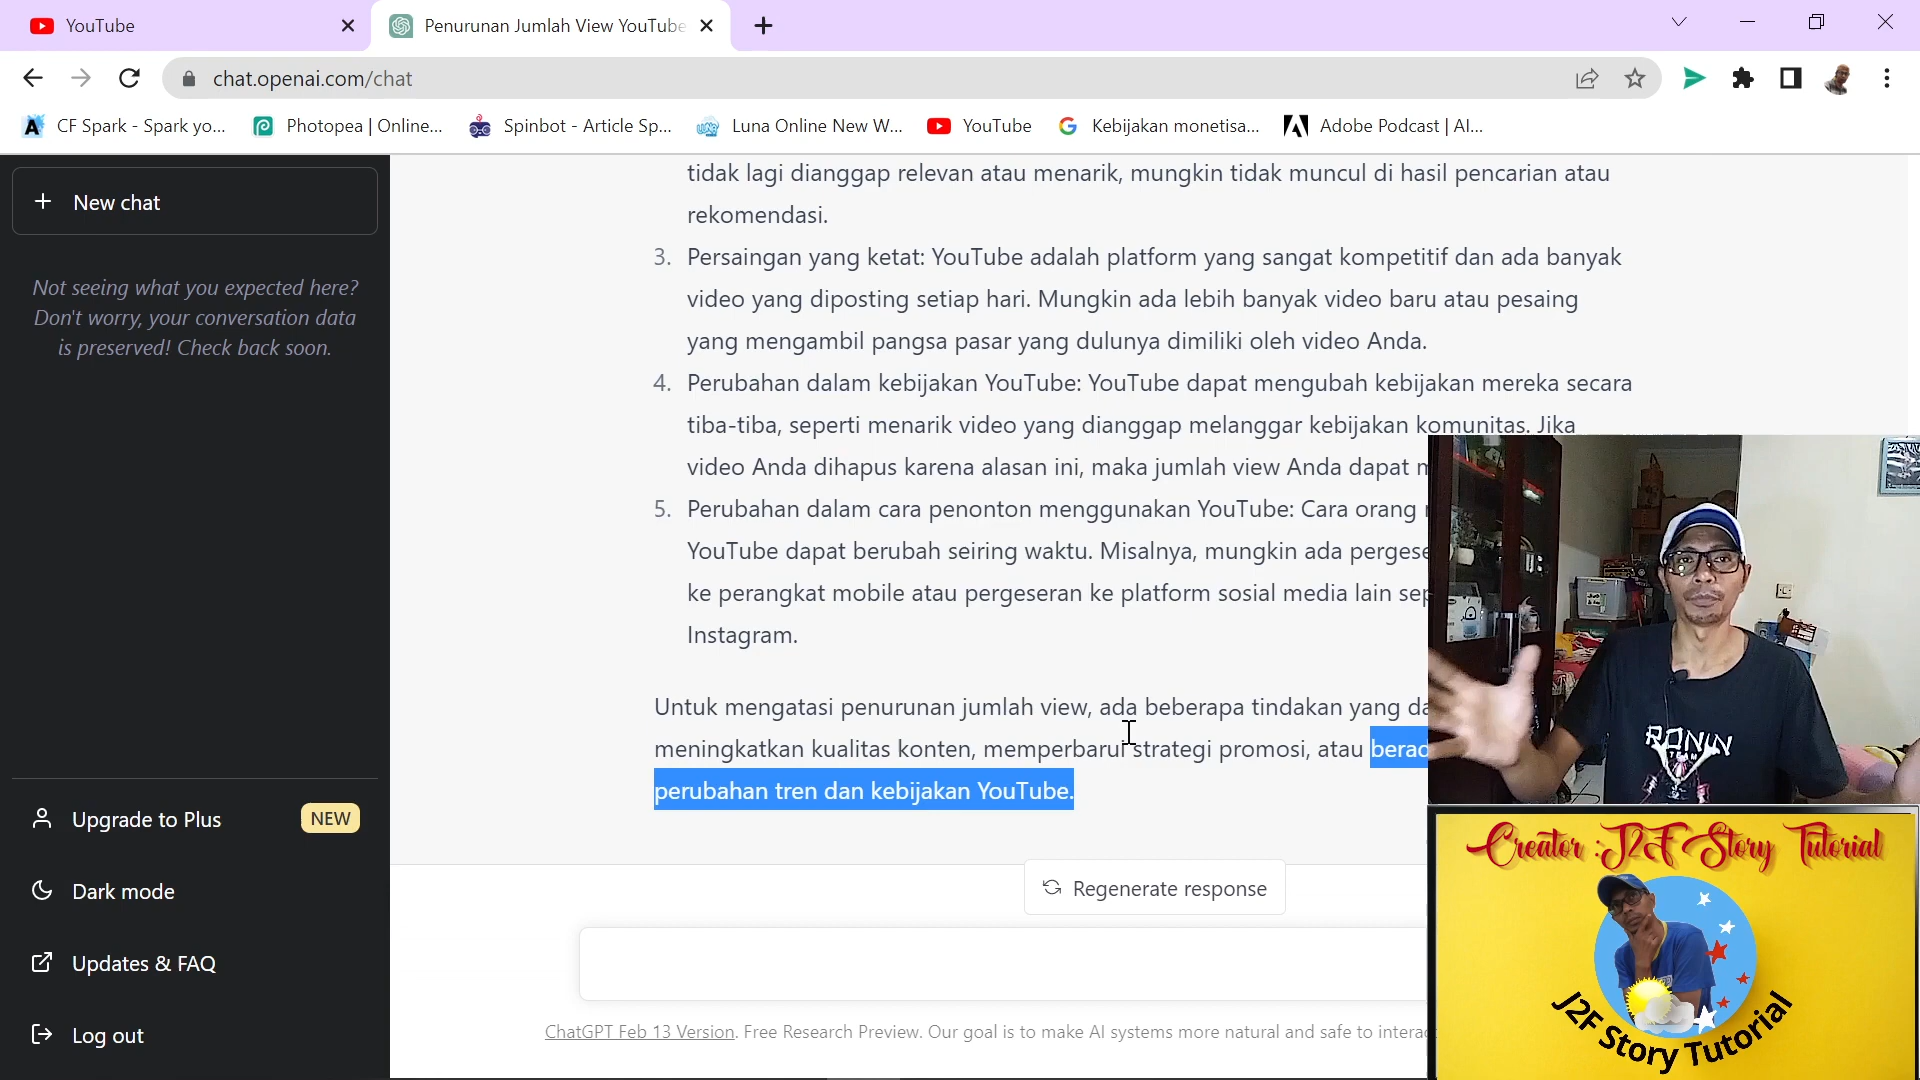 YouTube
Penurunan Jumlah View YouTube
chat.openai.com/chat
CF Spark - Spark yo...
Photopea | Online...
Spinbot - Article Sp...
Luna Online New W...
YouTube
Kebijakan monetisa...
Adobe Podcast | AI...
New chat
Not seeing what you expected here?
Don't worry, your conversation data
is preserved! Check back soon.
Upgrade to Plus
NEW
Dark mode
Updates & FAQ
Log out
tidak lagi dianggap relevan atau menarik, mungkin tidak muncul di hasil pencarian atau
rekomendasi.
3. Persaingan yang ketat: YouTube adalah platform yang sangat kompetitif dan ada banyak
video yang diposting setiap hari. Mungkin ada lebih banyak video baru atau pesaing
yang mengambil pangsa pasar yang dulunya dimiliki oleh video Anda.
4. Perubahan dalam kebijakan YouTube: YouTube dapat mengubah kebijakan mereka secara
tiba-tiba, seperti menarik video yang dianggap melanggar kebijakan komunitas. Jika
video Anda dihapus karena alasan ini, maka jumlah view Anda dapat
5. Perubahan dalam cara penonton menggunakan YouTube: Cara orang
YouTube dapat berubah seiring waktu. Misalnya, mungkin ada
ke perangkat mobile atau pergeseran ke platform sosial media lain
Instagram.
Untuk mengatasi penurunan jumlah view, ada beberapa tindakan yang
meningkatkan kualitas konten, memperbarui strategi promosi, atau
perubahan tren dan kebijakan YouTube.
Regenerate response
ChatGPT Feb 13 Version. Free Research Preview. Our goal is to make AI systems more natural and safe to
RONIN
TEAM
Creator : J2F Story Tutorial
J2F Story Tutorial